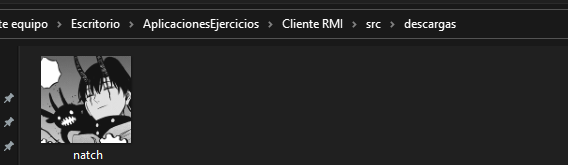 te equipo > Escritorio > AplicacionesEjercicios > Cliente RMI > src > descargas
natch